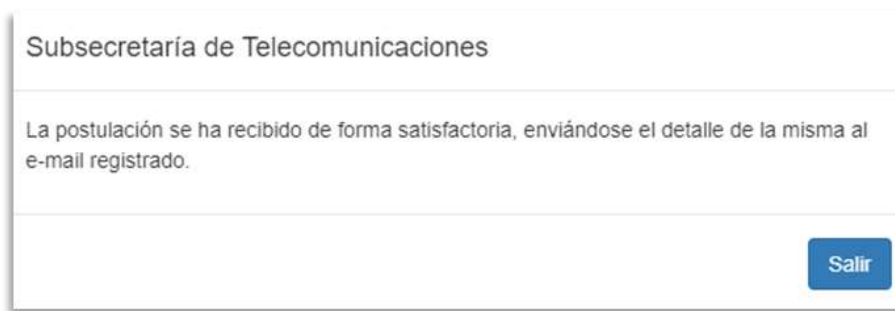 Subsecretaría de Telecomunicaciones
La postulación se ha recibido de forma satisfactoria, enviándose el detalle de la misma al
e-mail registrado.
Salir